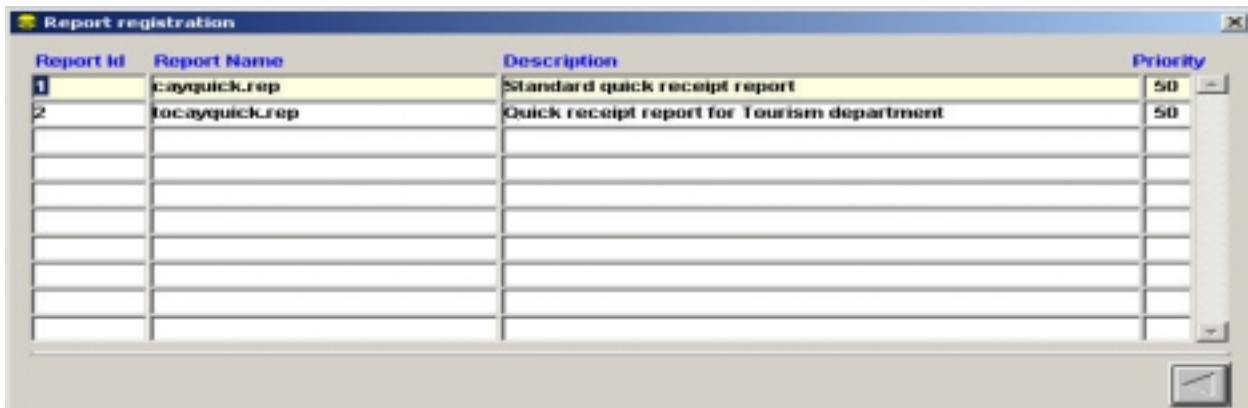 Report registration
Report Id Report Name Description Priority
1 cayquick.rep Standard quick receipt report 50
2 tocayquick.rep Quick receipt report for Tourism department 50